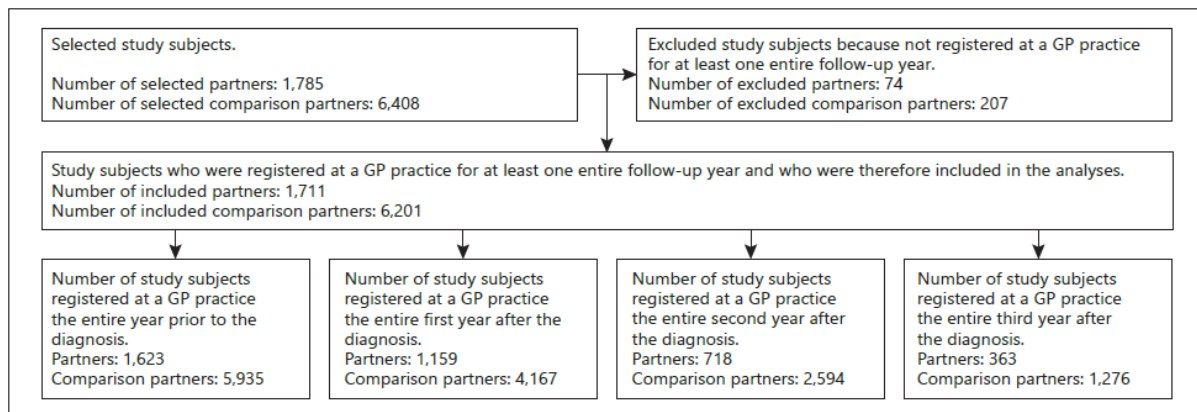 Selected study subjects.
Number of selected partners: 1,785
Number of selected comparison partners: 6,408
Excluded study subjects because not registered at a GP practice
for at least one entire follow-up year.
Number of excluded partners: 74
Number of excluded comparison partners: 207
Study subjects who were registered at a GP practice for at least one entire follow-up year and who were therefore included in the analyses.
Number of included partners: 1,711
Number of included comparison partners: 6,201
Number of study subjects
registered at a GP practice
the entire year prior to the
diagnosis.
Partners: 1,623
Comparison partners: 5,935
Number of study subjects
registered at a GP practice
the entire first year after the
diagnosis.
Partners: 1,159
Comparison partners: 4,167
Number of study subjects
registered at a GP practice
the entire second year after
the diagnosis.
Partners: 718
Comparison partners: 2,594
Number of study subjects
registered at a GP practice
the entire third year after
the diagnosis.
Partners: 363
Comparison partners: 1,276